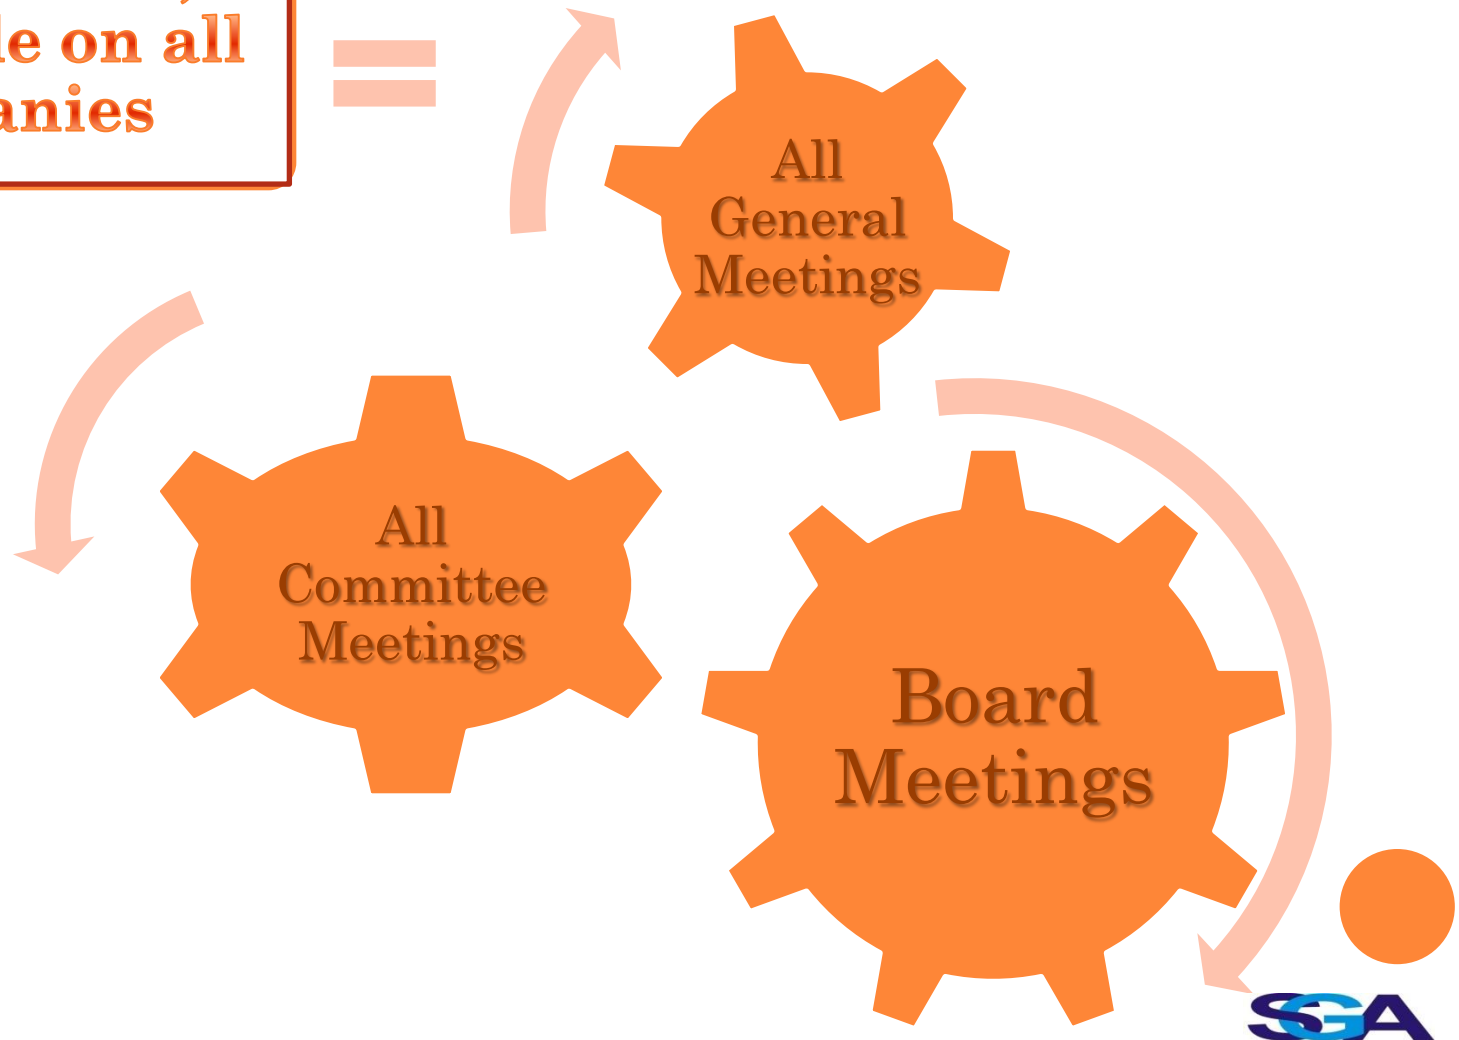 le on all
anies
=
All
General
Meetings
All
Committee
Meetings
Board
Meetings
SGA